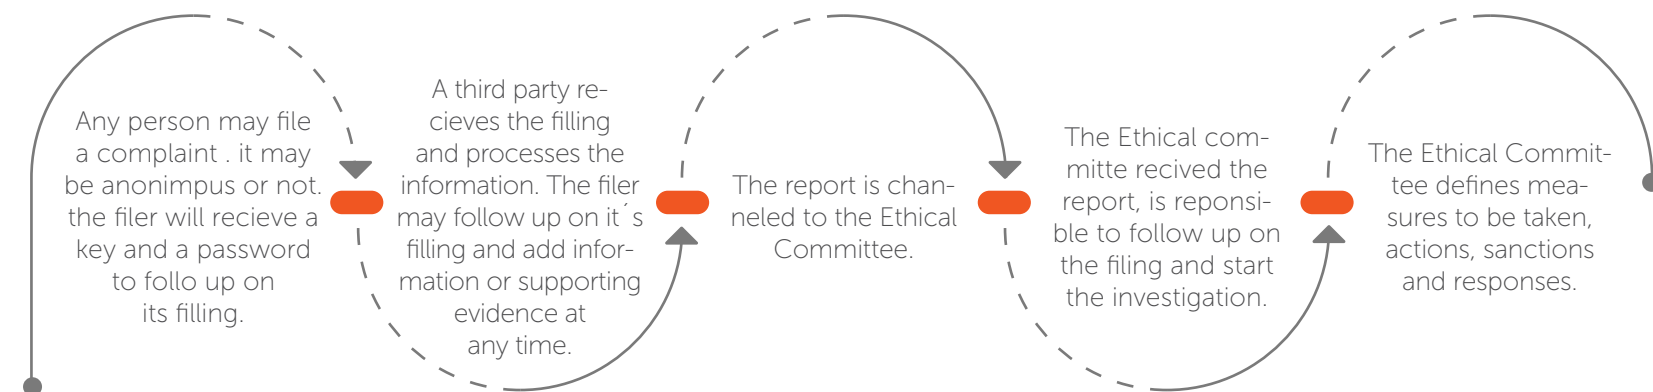 Any person may file
a complaint . it may
be anonimpus or not.
the filer will recieve a
key and a password
to follo up on
its filling.
A third party re-
cieves the filling
and processes the
information. The filer
may follow up on it´s
filling and add infor-
mation or supporting
evidence at
any time.
The report is chan-
neled to the Ethical
Committee.
The Ethical com-
mitte recived the
report, is reponsi-
ble to follow up on
the filing and start
the investigation.
The Ethical Commit-
tee defines mea-
sures to be taken,
actions, sanctions
and responses.